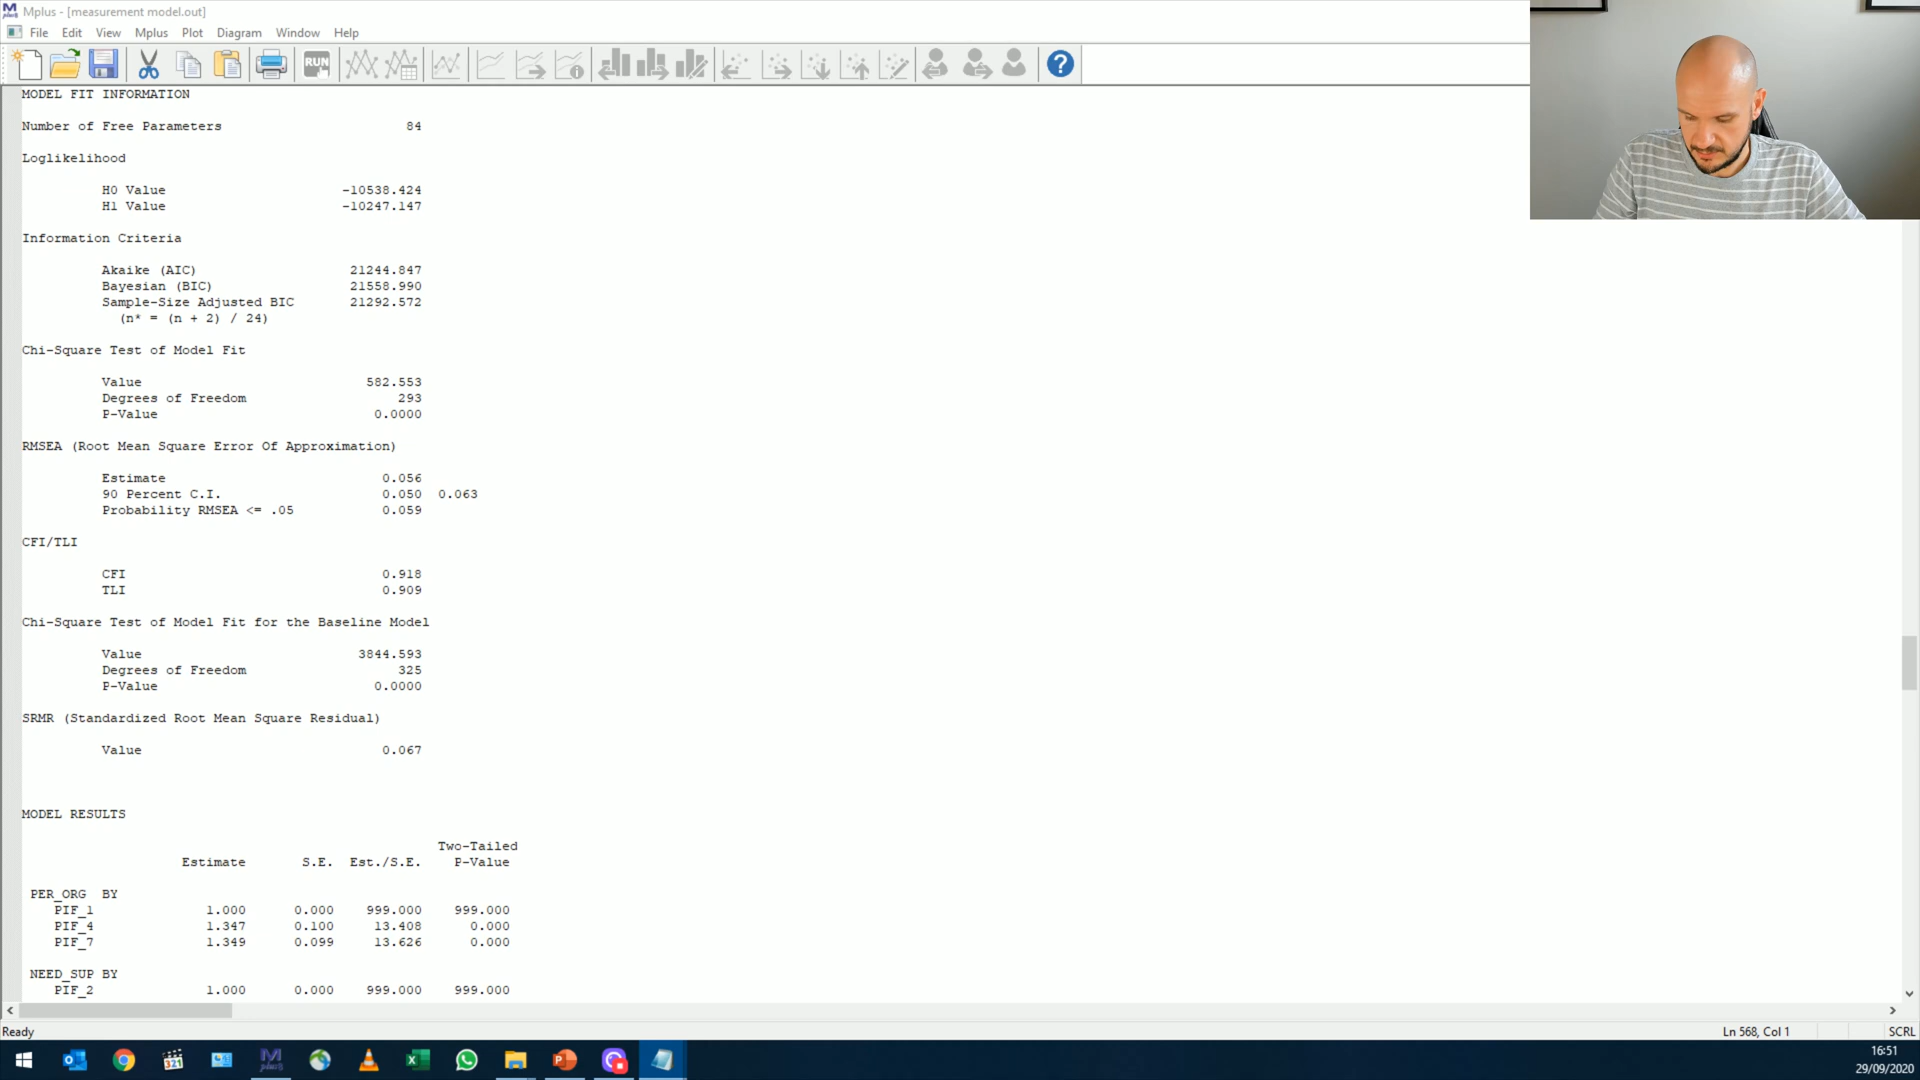 Mplus - [measurement model.out]
File Edit View Mplus Plot Diagram Window Help
RUN
MODEL FIT INFORMATION
Number of Free Parameters 84
Loglikelihood
H0 Value -10538.424
H1 Value -10247.147
Information Criteria
Akaike (AIC) 21244.847
Bayesian (BIC) 21558.990
Sample-Size Adjusted BIC 21292.572
(n* = (n + 2) / 24)
Chi-Square Test of Model Fit
Value 582.553
Degrees of Freedom 293
P-Value 0.0000
RMSEA (Root Mean Square Error Of Approximation)
Estimate 0.056
90 Percent C.I. 0.050 0.063
Probability RMSEA <= .05 0.059
CFI/TLI
CFI 0.918
TLI 0.909
Chi-Square Test of Model Fit for the Baseline Model
Value 3844.593
Degrees of Freedom 325
P-Value 0.0000
SRMR (Standardized Root Mean Square Residual)
Value 0.067
MODEL RESULTS
Two-Tailed
Estimate S.E. Est./S.E. P-Value
PER_ORG BY
PIF_1 1.000 0.000 999.000 999.000
PIF_4 1.347 0.100 13.408 0.000
PIF_7 1.349 0.099 13.626 0.000
NEED_SUP BY
PIF_2 1.000 0.000 999.000 999.000
Ready Ln 568, Col 1 SCRL
16:51
29/09/2020